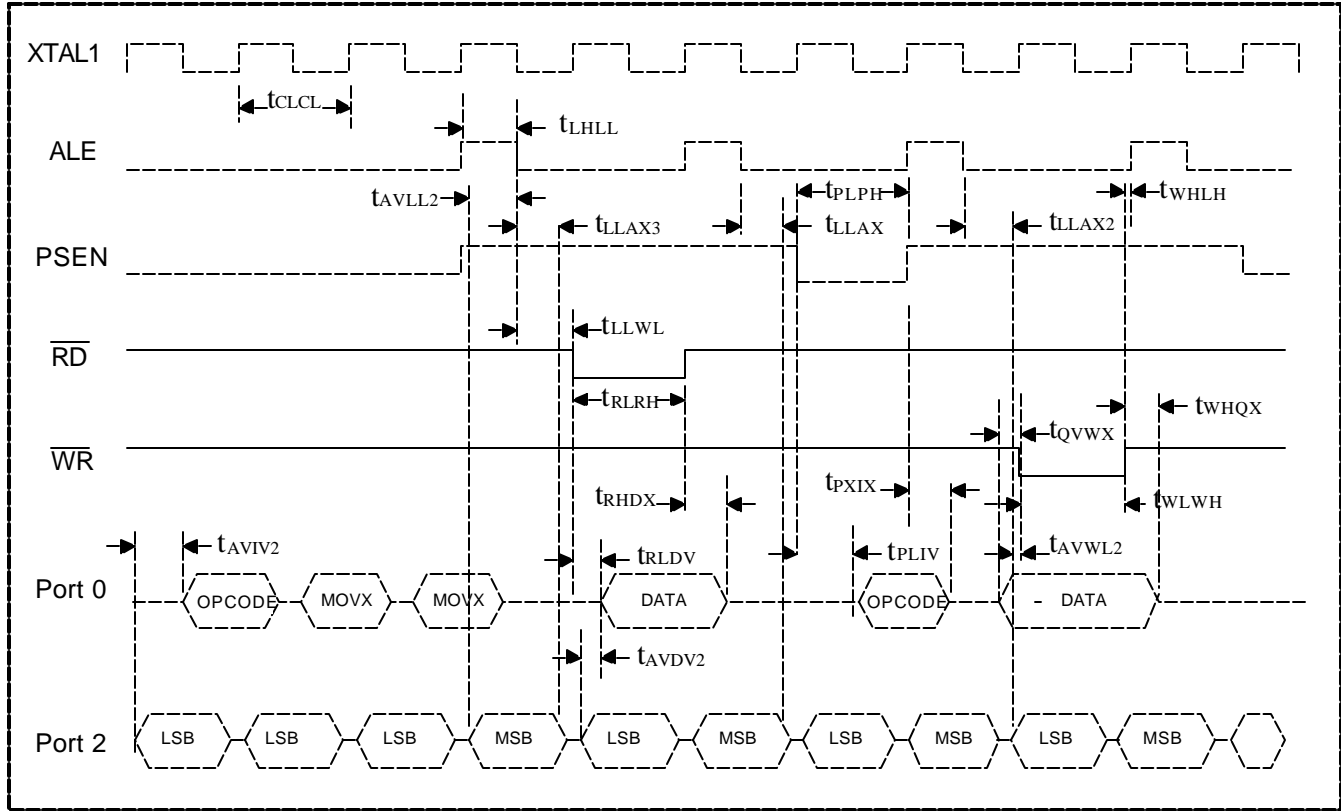 XTAL1
tCLCL
tLHLL
ALE
tAVLL2
tPLPH
tWHLH
tLLAX3
tLLAX
tLLAX2
PSEN
tLLWL
RD
tRLRH
tWHQX
tQVWX
WR
tPXIX
tRHDX
tWLWH
tAVIV2
tRLDV
tPLIV
tAVWL2
Port 0
OPCODE MOVX MOVX DATA OPCODE - DATA
tAVDV2
Port 2
LSB LSB LSB MSB LSB MSB LSB MSB LSB MSB